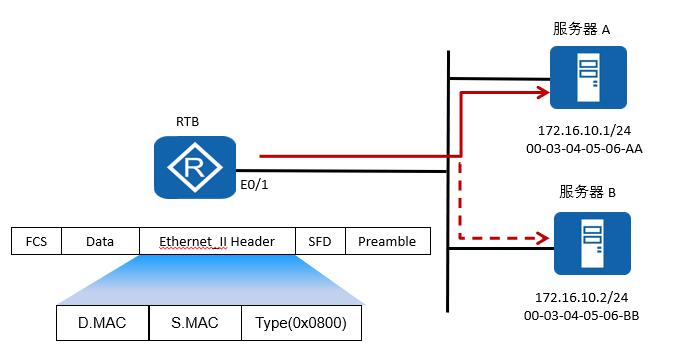 服务器 A
172.16.10.1/24
00-03-04-05-06-AA
RTB
R
E0/1
服务器 B
172.16.10.2/24
00-03-04-05-06-BB
FCS Data Ethernet_II Header SFD Preamble
D.MAC S.MAC Type(0x0800)